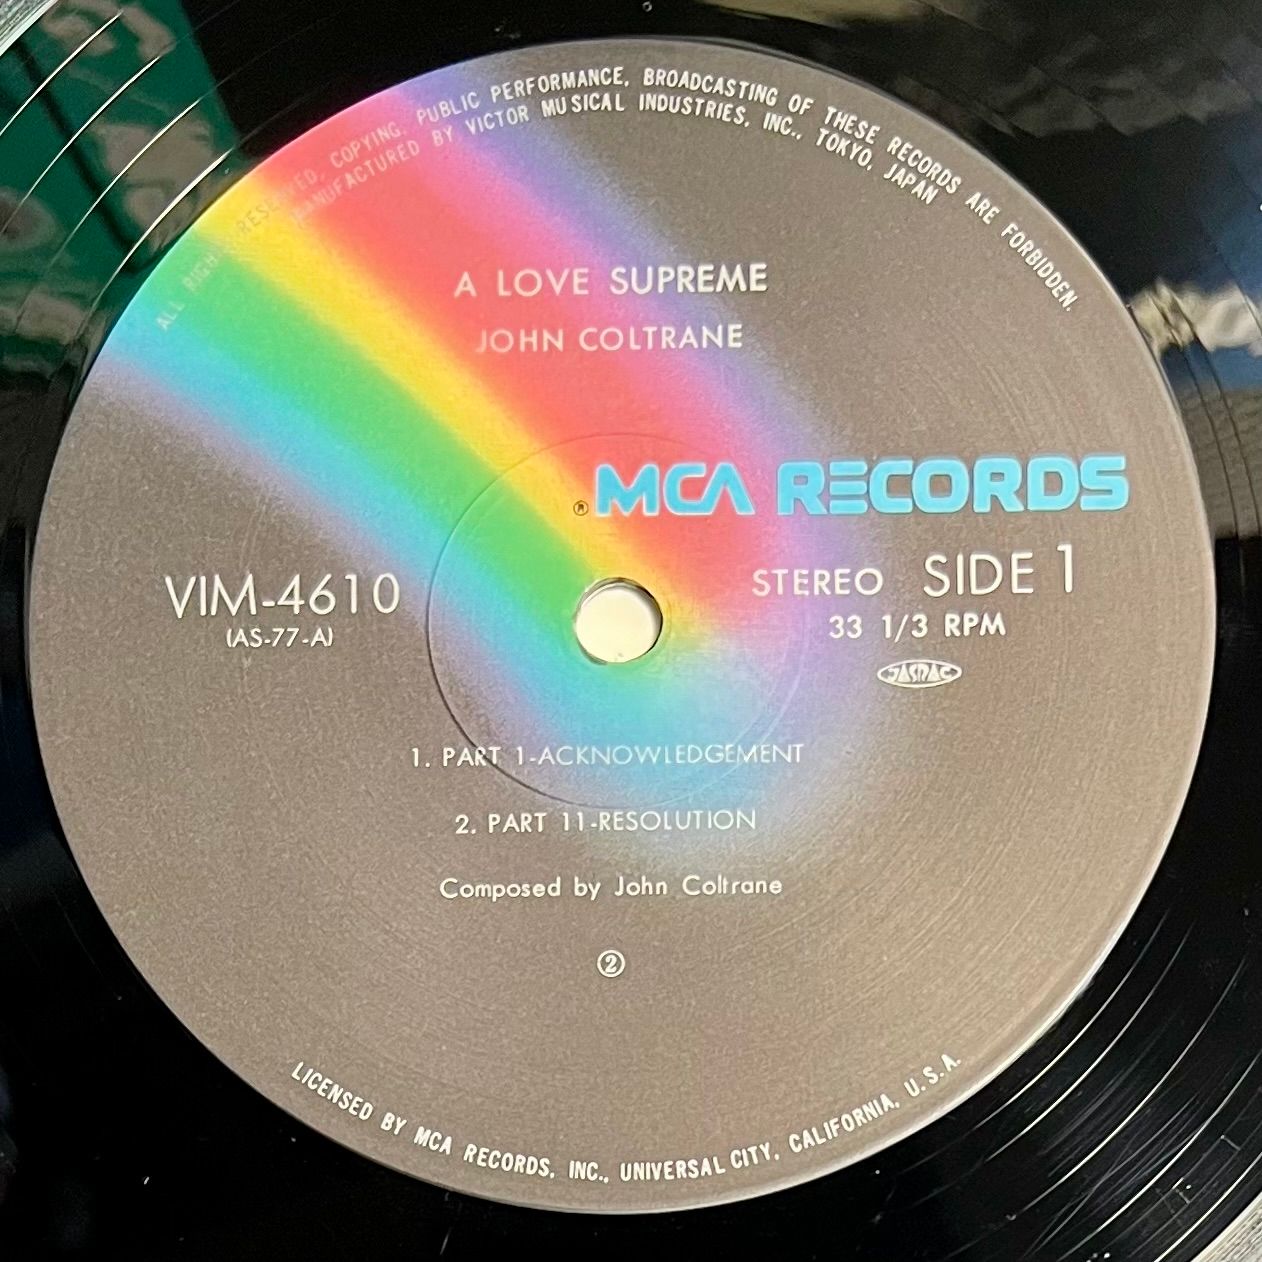 ALL RIGHTS RESERVED, COPYING, PUBLIC PERFORMANCE, BROADCASTING OF THESE RECORDS ARE FORBIDDEN.
MANUFACTURED BY VICTOR MUSICAL INDUSTRIES, INC., TOKYO, JAPAN
A LOVE SUPREME
JOHN COLTRANE
® MCA RECORDS
VIM-4610
(AS-77-A)
STEREO SIDE 1
33 1/3 RPM
JASRAC
1. PART 1-ACKNOWLEDGEMENT
2. PART 11-RESOLUTION
Composed by John Coltrane
②
LICENSED BY MCA RECORDS, INC., UNIVERSAL CITY, CALIFORNIA, U.S.A.